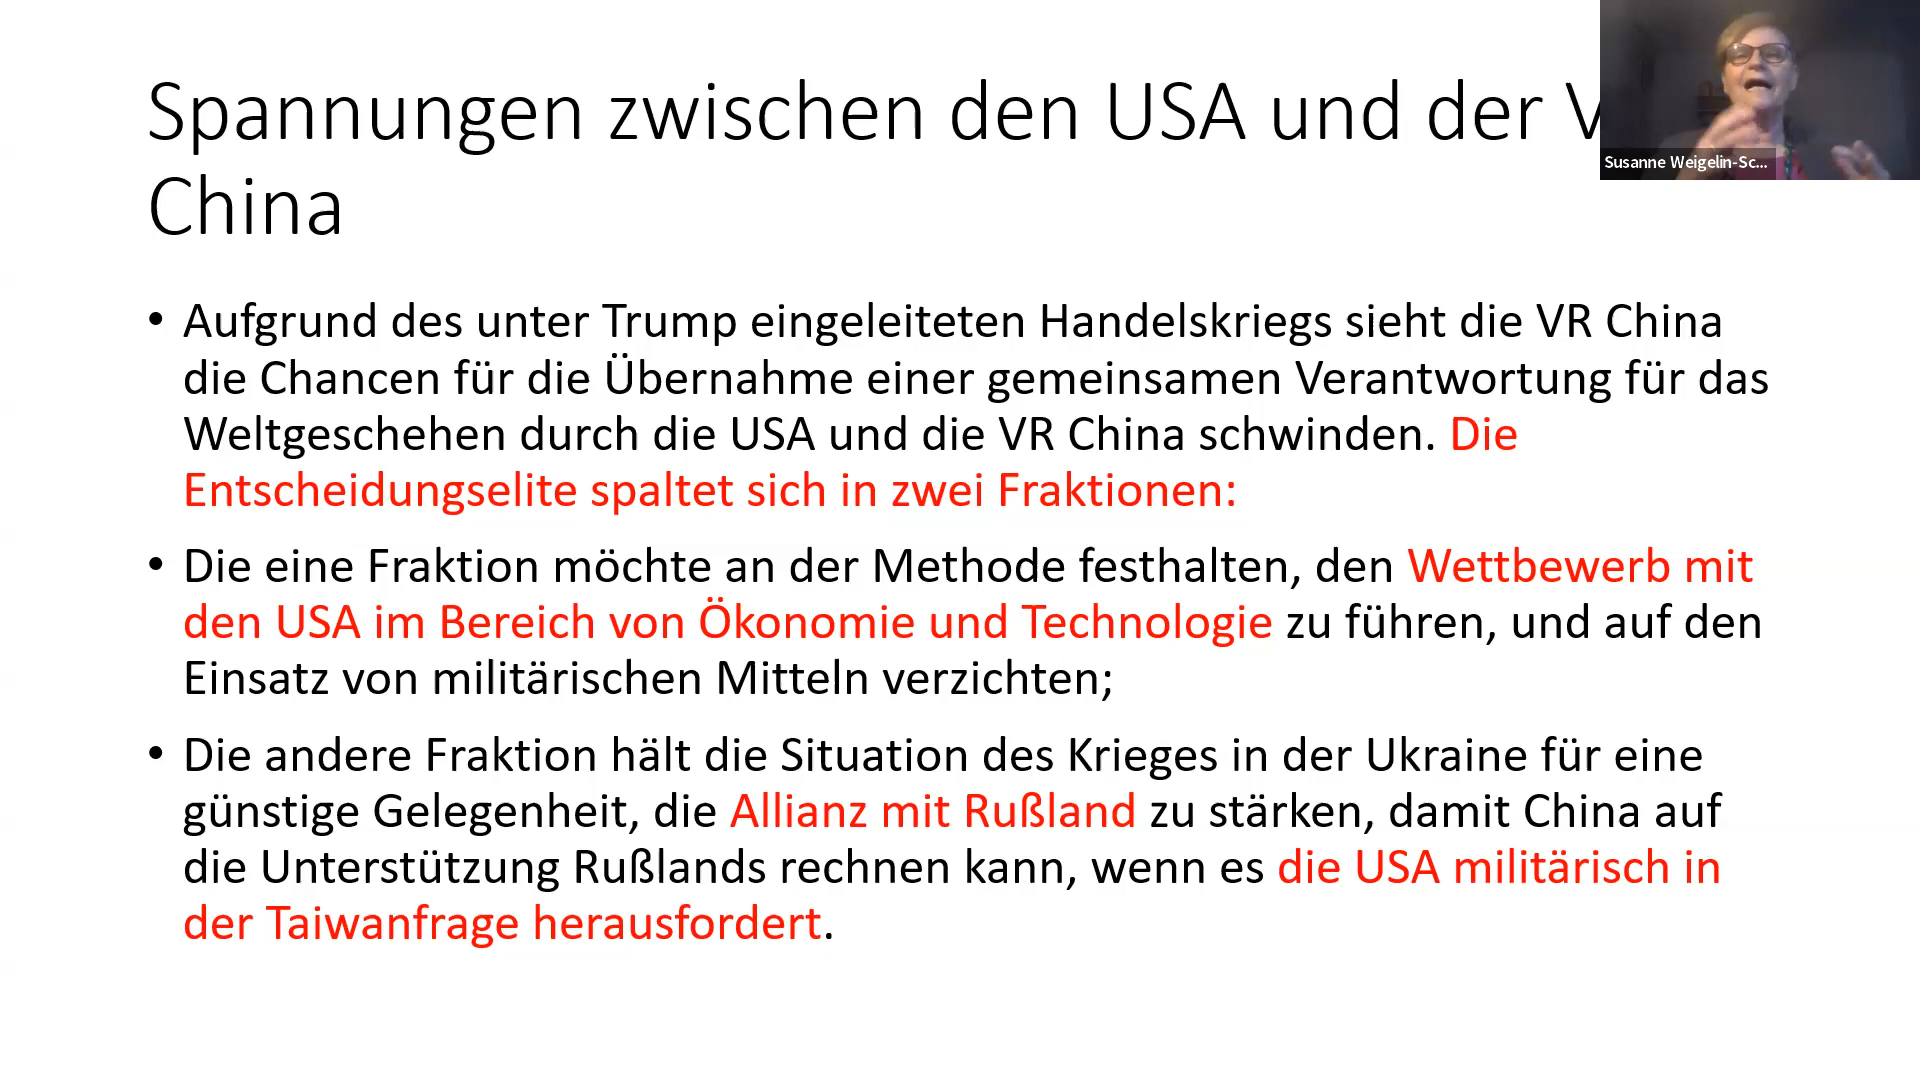 Spannungen zwischen den USA und der V
China
Susanne Weigelin-Sc...
• Aufgrund des unter Trump eingeleiteten Handelskriegs sieht die VR China
die Chancen für die Übernahme einer gemeinsamen Verantwortung für das
Weltgeschehen durch die USA und die VR China schwinden. Die
Entscheidungselite spaltet sich in zwei Fraktionen:
• Die eine Fraktion möchte an der Methode festhalten, den Wettbewerb mit
den USA im Bereich von Ökonomie und Technologie zu führen, und auf den
Einsatz von militärischen Mitteln verzichten;
• Die andere Fraktion hält die Situation des Krieges in der Ukraine für eine
günstige Gelegenheit, die Allianz mit Rußland zu stärken, damit China auf
die Unterstützung Rußlands rechnen kann, wenn es die USA militärisch in
der Taiwanfrage herausfordert.